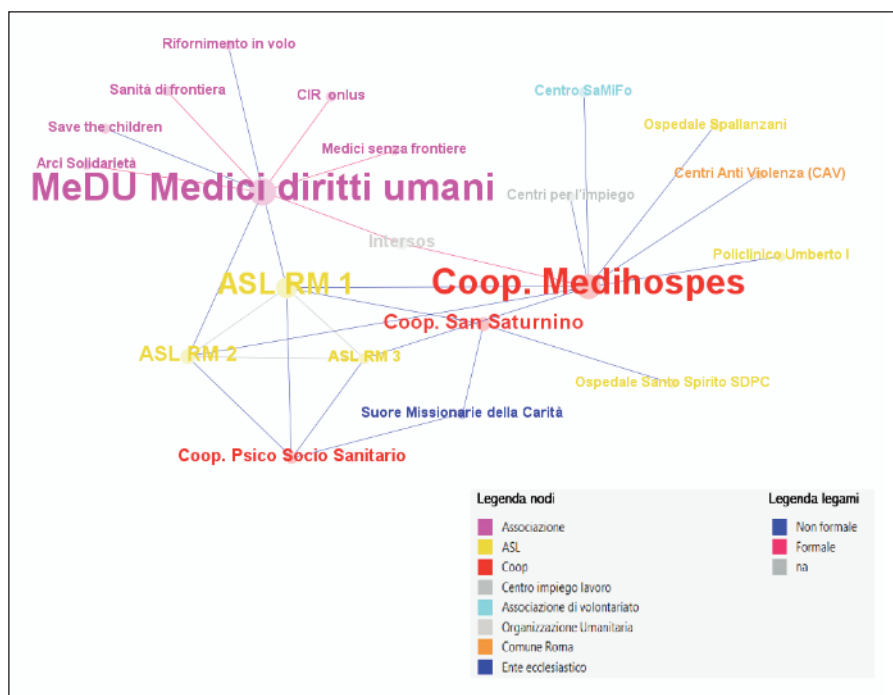 Rifornimento in volo
Sanità di frontiera
CIR onlus
Centro SaMiFo
Save the children
Ospedale Spallanzani
Medici senza frontiere
Arci Solidarietà
Centri Anti Violenza (CAV)
MeDU Medici diritti umani
Centri per l'impiego
Intersos
Policlinico Umberto I
ASL RM 1
Coop. Medihospes
Coop. San Saturnino
ASL RM 2
ASL RM 3
Ospedale Santo Spirito SDPC
Suore Missionarie della Carità
Coop. Psico Socio Sanitario
Legenda nodi
Associazione
ASL
Coop
Centro impiego lavoro
Associazione di volontariato
Organizzazione Umanitaria
Comune Roma
Ente ecclesiastico
Legenda legami
Non formale
Formale
na